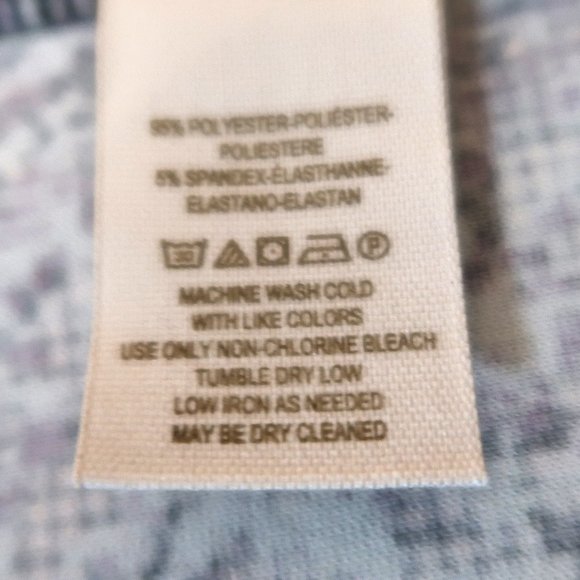 95% POLYESTER-POLIÉSTER-
POLIESTERE
5% SPANDEX-ÉLASTHANNE-
ELASTANO-ELASTAN
30 P
MACHINE WASH COLD
WITH LIKE COLORS
USE ONLY NON-CHLORINE BLEACH
TUMBLE DRY LOW
LOW IRON AS NEEDED
MAY BE DRY CLEANED